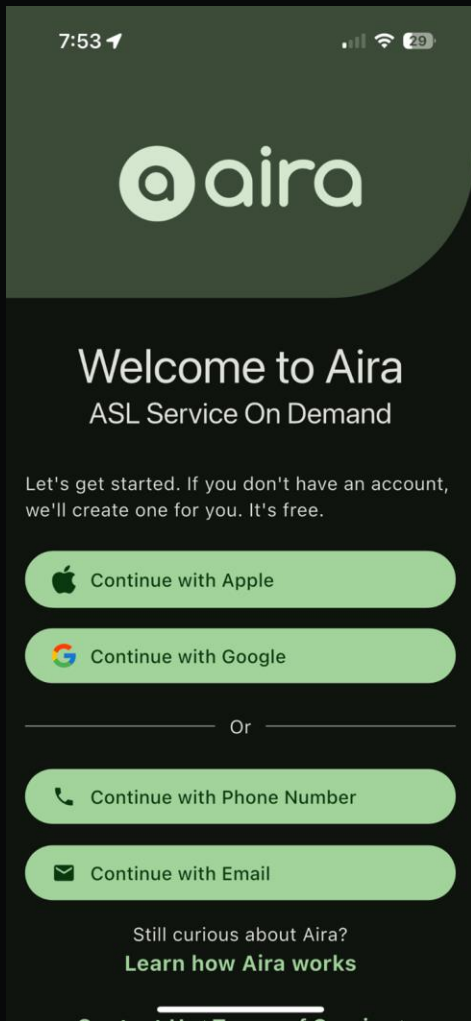 7:53
29
aira
Welcome to Aira
ASL Service On Demand
Let's get started. If you don't have an account,
we'll create one for you. It's free.
Continue with Apple
Continue with Google
Or
Continue with Phone Number
Continue with Email
Still curious about Aira?
Learn how Aira works